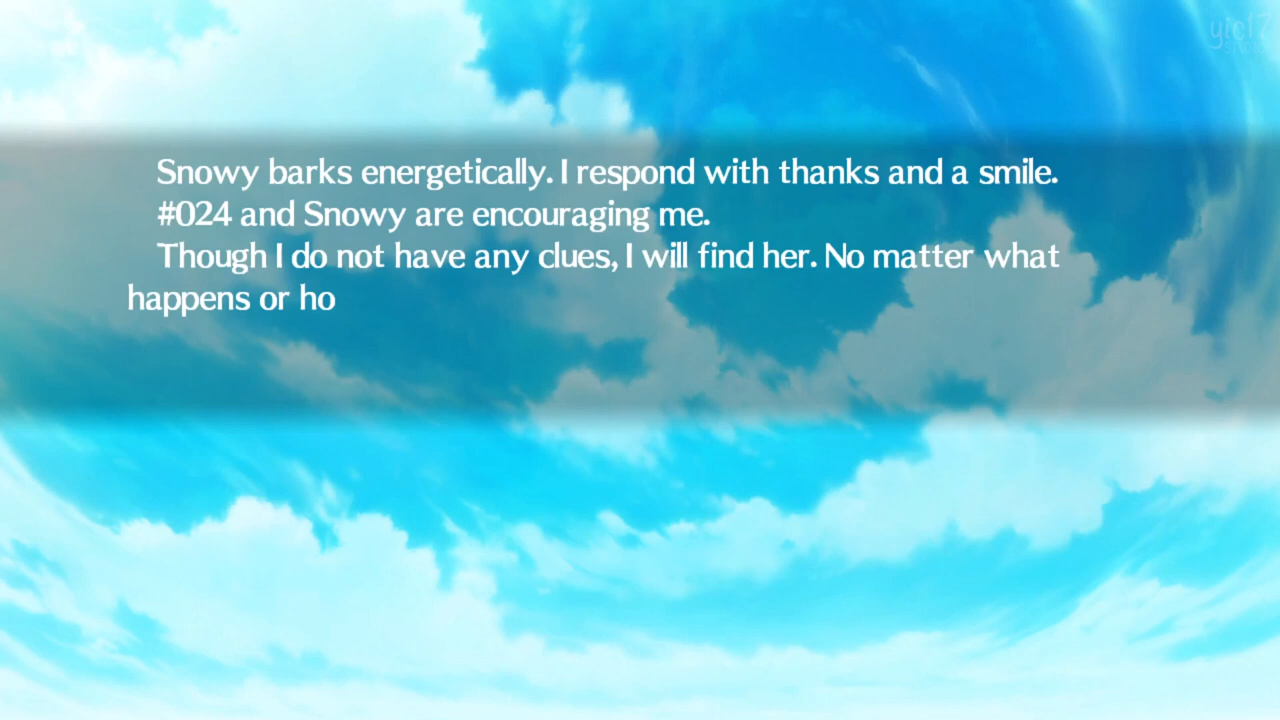 Snowy barks energetically. I respond with thanks and a smile.
#024 and Snowy are encouraging me.
Though I do not have any clues, I will find her. No matter what
happens or ho